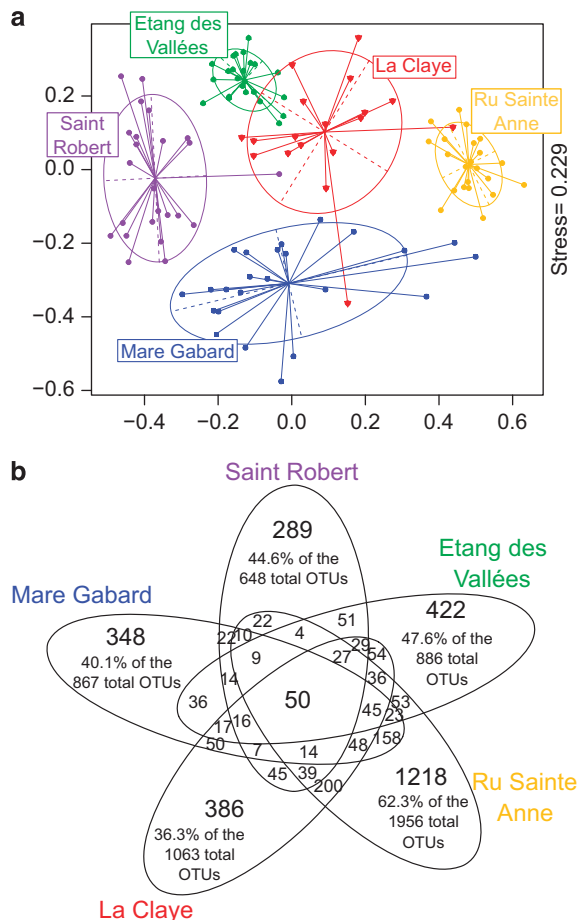 a
Etang des
Vallées
La Claye
Ru Sainte
Anne
Saint
Robert
Mare Gabard
0.2
0.0
−0.2
−0.4
−0.6
−0.4
−0.2
0.0
0.2
0.4
0.6
Stress= 0.229
b
Saint Robert
289
44.6% of the
648 total OTUs
Etang des
Vallées
422
47.6% of the
886 total OTUs
Mare Gabard
348
40.1% of the
867 total OTUs
22
10
22
4
51
29
54
9
27
36
14
50
36
53
45
23
16
17
50
7
14
48
158
45
39
200
386
36.3% of the
1063 total
OTUs
1218
62.3% of the
1956 total
OTUs
Ru Sainte
Anne
La Claye